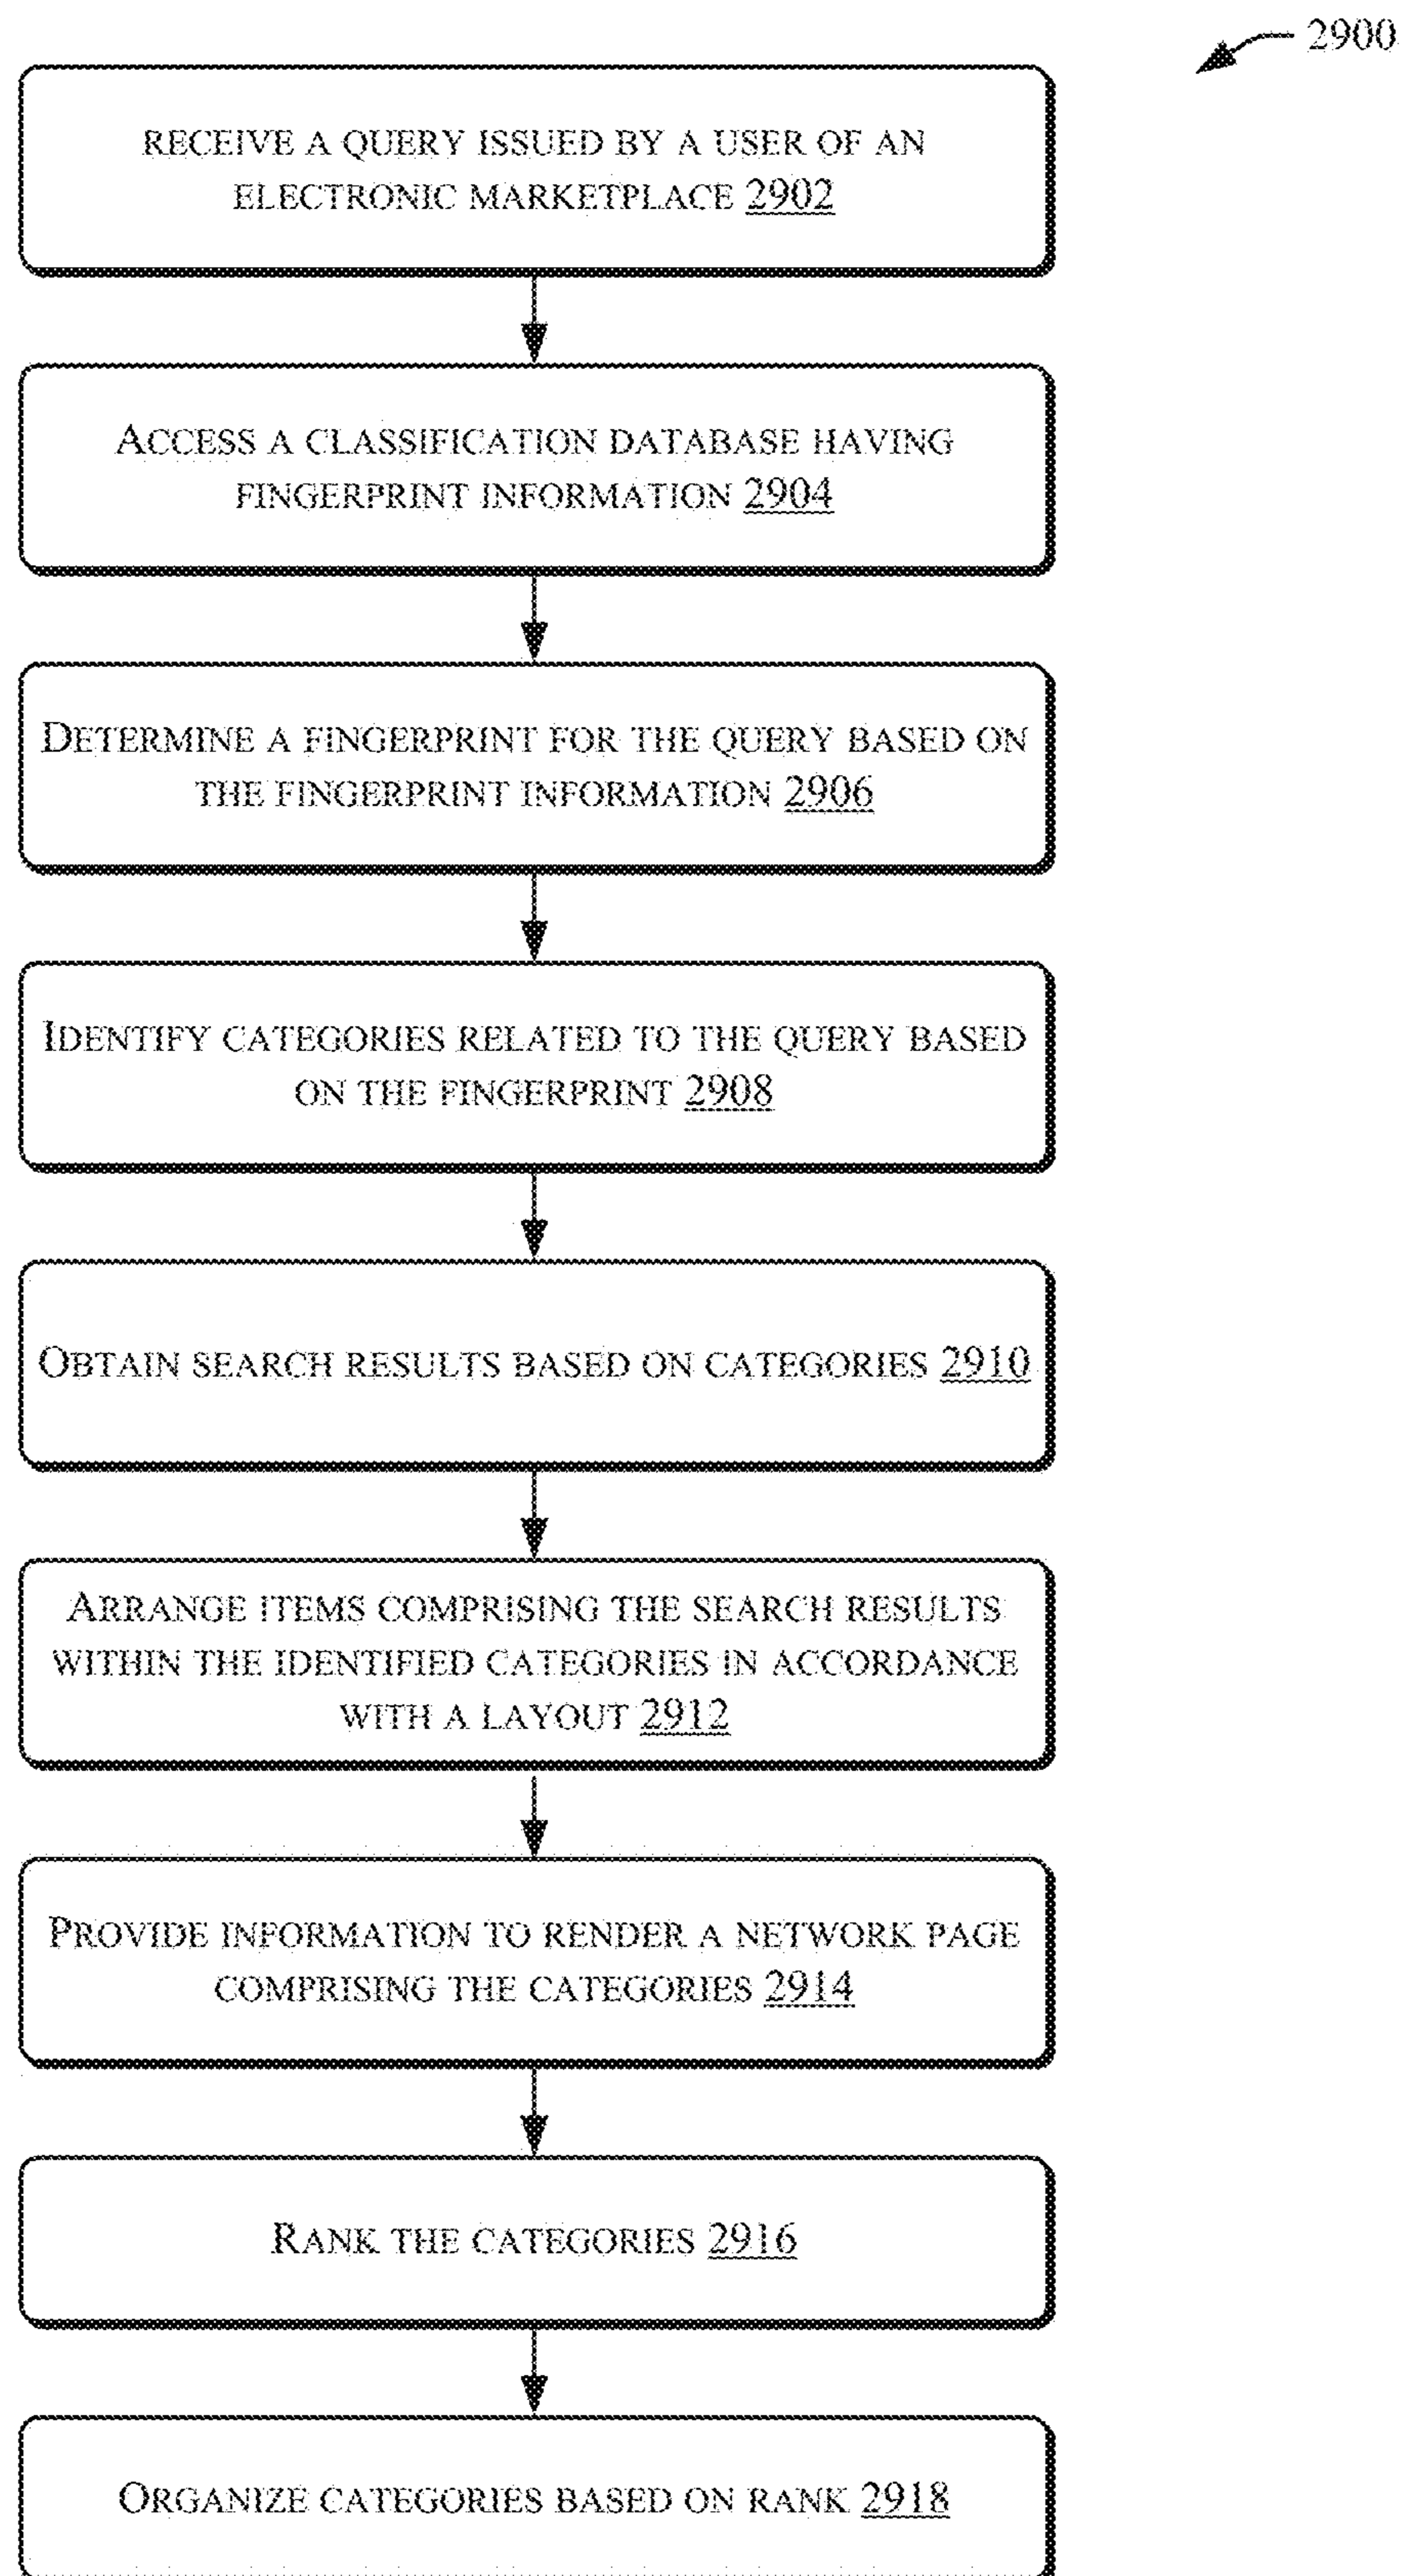 2900
RECEIVE A QUERY ISSUED BY A USER OF AN
ELECTRONIC MARKETPLACE 2902
ACCESS A CLASSIFICATION DATABASE HAVING
FINGERPRINT INFORMATION 2904
DETERMINE A FINGERPRINT FOR THE QUERY BASED ON
THE FINGERPRINT INFORMATION 2906
IDENTIFY CATEGORIES RELATED TO THE QUERY BASED
ON THE FINGERPRINT 2908
OBTAIN SEARCH RESULTS BASED ON CATEGORIES 2910
ARRANGE ITEMS COMPRISING THE SEARCH RESULTS
WITHIN THE IDENTIFIED CATEGORIES IN ACCORDANCE
WITH A LAYOUT 2912
PROVIDE INFORMATION TO RENDER A NETWORK PAGE
COMPRISING THE CATEGORIES 2914
RANK THE CATEGORIES 2916
ORGANIZE CATEGORIES BASED ON RANK 2918